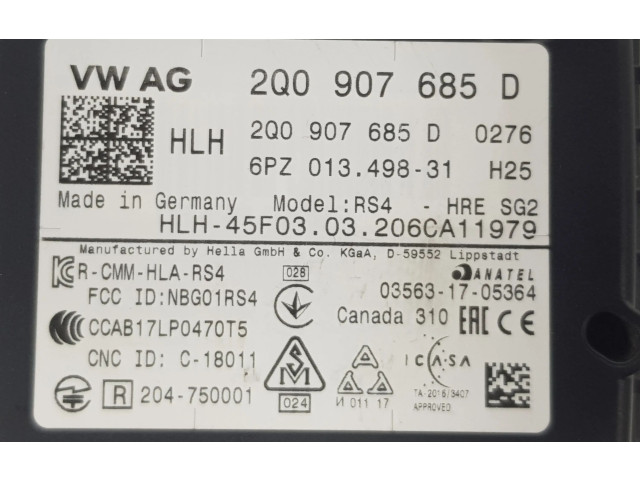 VW AG 2Q0 907 685 D
HLH 2Q0 907 685 D 0276
6PZ 013.498-31 H25
Made in Germany Model:RS4 - HRE SG2
HLH-45F03.03.206CA11979
Manufactured by Hella GmbH & Co. KGaA, D-59552 Lippstadt
R-CMM-HLA-RS4 028 ANATEL
FCC ID:NBG01RS4 03563-17-05364
CCAB17LP0470T5 Canada 310 EAC CE
CNC ID: C-18011 SM ICASA
R 204-750001 024 И 011 17 TA-2016/3407
APPROVED